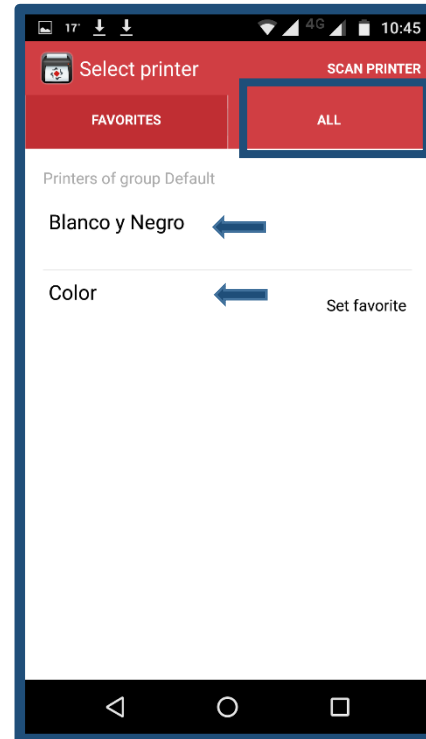 17° 4G 10:45
Select printer SCAN PRINTER
FAVORITES ALL
Printers of group Default
Blanco y Negro
Color
Set favorite